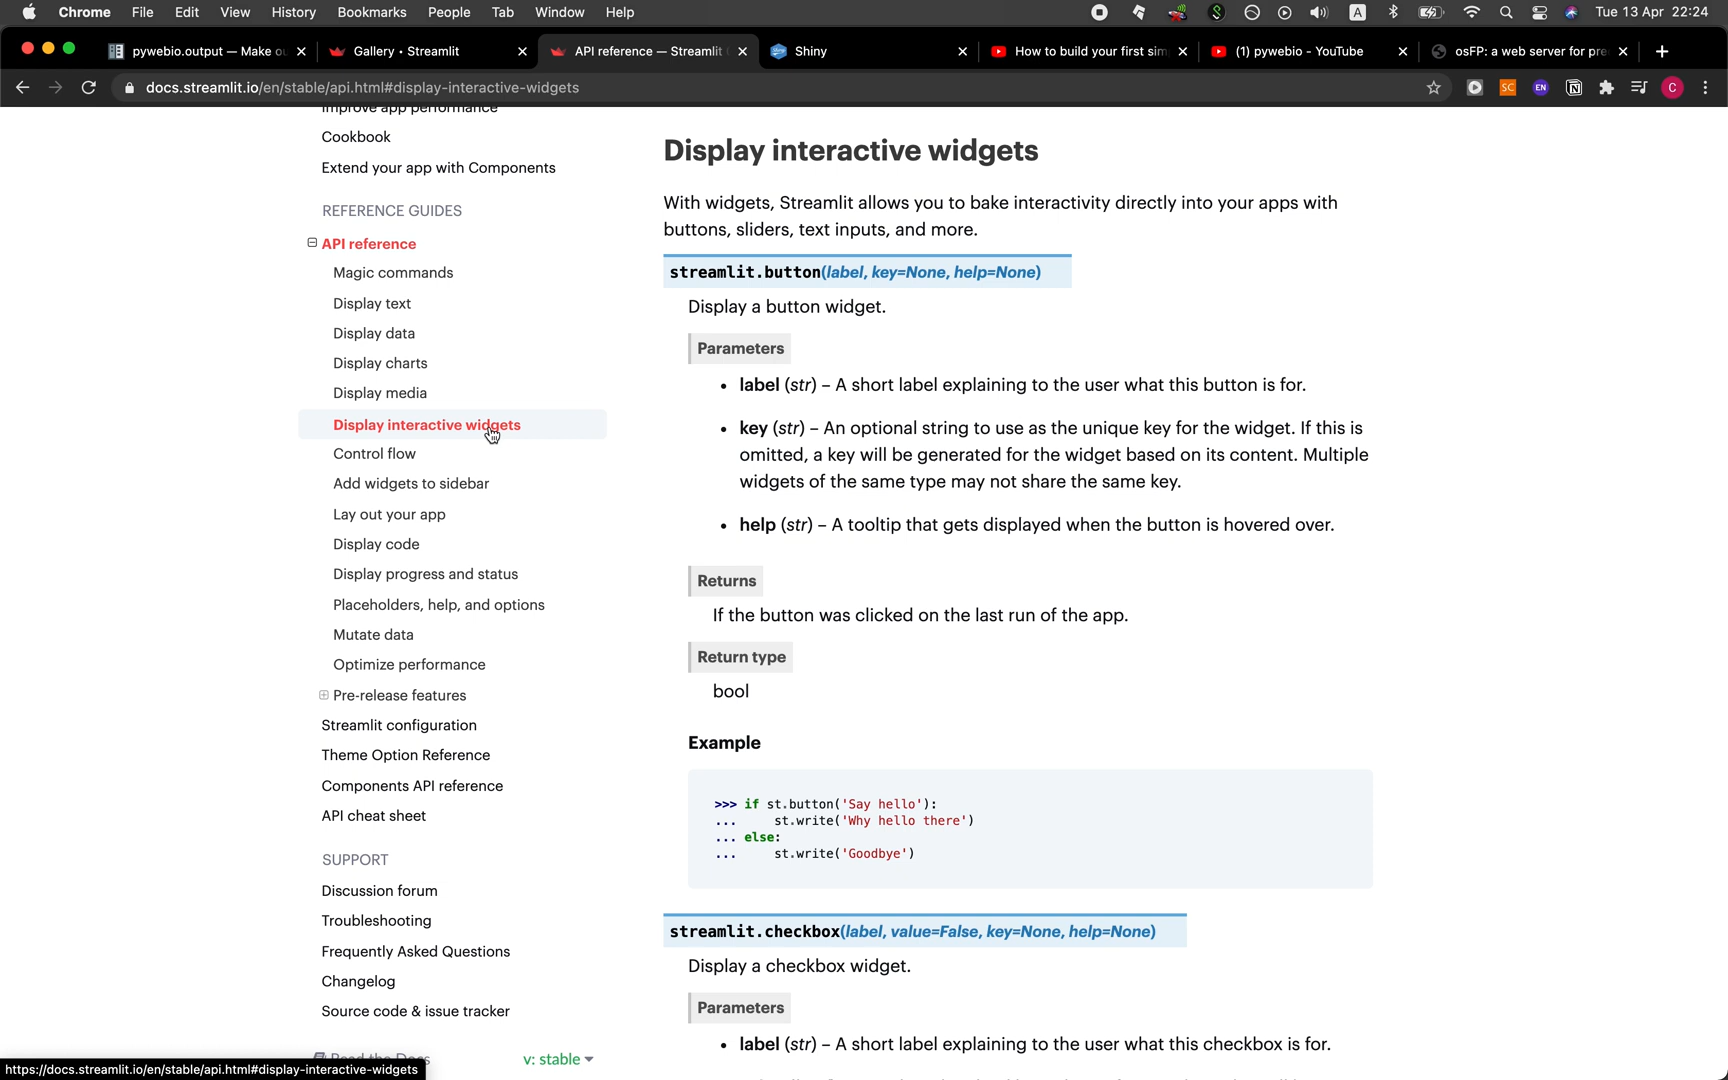 Chrome File Edit View History Bookmarks People Tab Window Help
A
Tue 13 Apr 22:24
pywebio.output — Make ou
Gallery • Streamlit
API reference — Streamlit
Shiny
How to build your first sim
(1) pywebio - YouTube
osFP: a web server for pre
docs.streamlit.io/en/stable/api.html#display-interactive-widgets
SC
EN
C
Improve app performance
Cookbook
Extend your app with Components
REFERENCE GUIDES
API reference
Magic commands
Display text
Display data
Display charts
Display media
Display interactive widgets
Control flow
Add widgets to sidebar
Lay out your app
Display code
Display progress and status
Placeholders, help, and options
Mutate data
Optimize performance
Pre-release features
Streamlit configuration
Theme Option Reference
Components API reference
API cheat sheet
SUPPORT
Discussion forum
Troubleshooting
Frequently Asked Questions
Changelog
Source code & issue tracker
Read the Docs
v: stable
https://docs.streamlit.io/en/stable/api.html#display-interactive-widgets
Display interactive widgets
With widgets, Streamlit allows you to bake interactivity directly into your apps with
buttons, sliders, text inputs, and more.
streamlit.button(label, key=None, help=None)
Display a button widget.
Parameters
• label (str) – A short label explaining to the user what this button is for.
• key (str) – An optional string to use as the unique key for the widget. If this is
omitted, a key will be generated for the widget based on its content. Multiple
widgets of the same type may not share the same key.
• help (str) – A tooltip that gets displayed when the button is hovered over.
Returns
If the button was clicked on the last run of the app.
Return type
bool
Example
>>> if st.button('Say hello'):
...     st.write('Why hello there')
... else:
...     st.write('Goodbye')
streamlit.checkbox(label, value=False, key=None, help=None)
Display a checkbox widget.
Parameters
• label (str) – A short label explaining to the user what this checkbox is for.